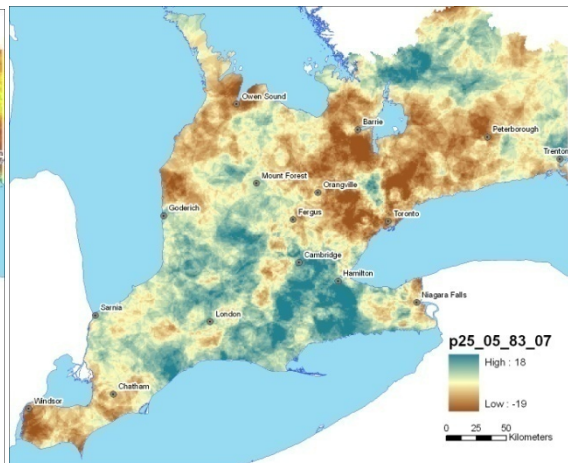 Owen Sound
Barrie
Peterborough
Trenton
Mount Forest
Orangville
Goderich
Fergus
Toronto
Cambridge
Hamilton
Sarnia
London
Niagara Falls
p25_05_83_07
High : 18
Low : -19
Chatham
Windsor
0 25 50
Kilometers